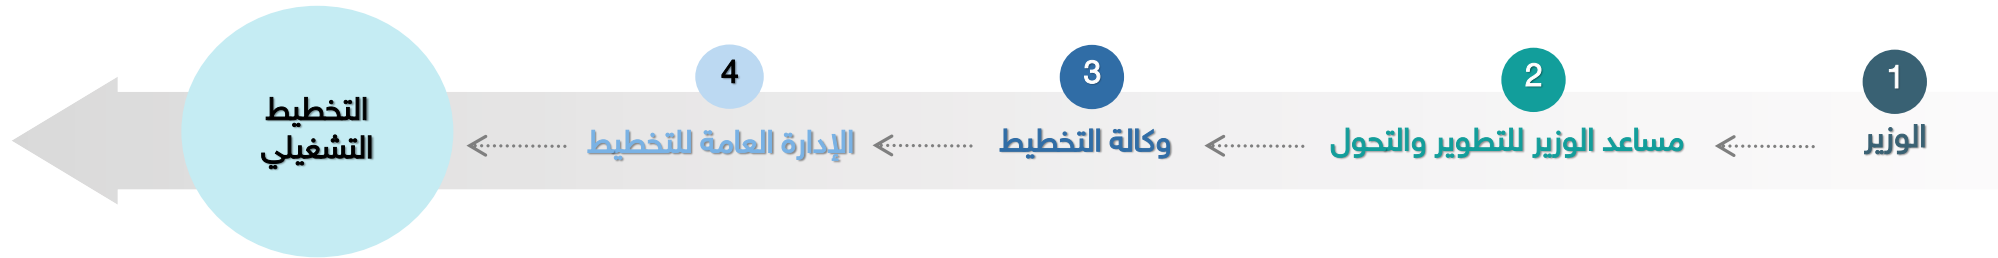 1
الوزير
2
مساعد الوزير للتطوير والتحول
3
وكالة التخطيط
4
الإدارة العامة للتخطيط
التخطيط
التشغيلي